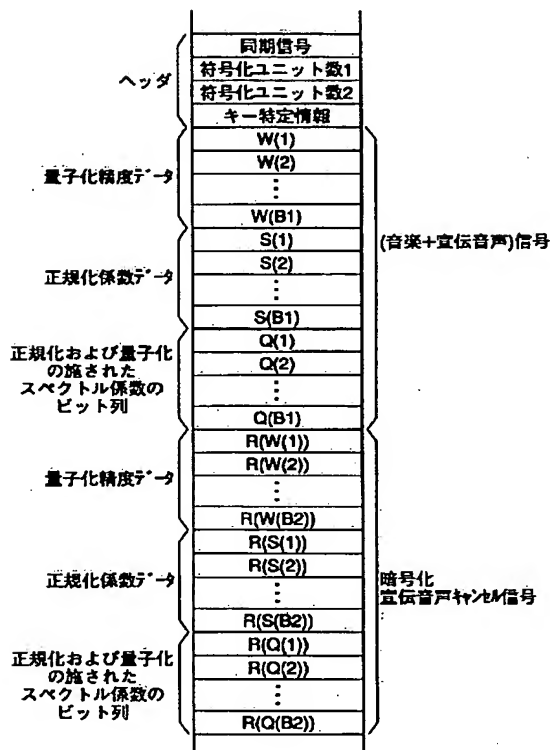 ヘッダ
同期信号
符号化ユニット数1
符号化ユニット数2
キー特定情報
量子化精度データ
W(1)
W(2)
⋮
W(B1)
正規化係数データ
S(1)
S(2)
⋮
S(B1)
正規化および量子化
の施された
スペクトル係数の
ビット列
Q(1)
Q(2)
⋮
Q(B1)
(音楽+宣伝音声)信号
量子化精度データ
R(W(1))
R(W(2))
⋮
R(W(B2))
正規化係数データ
R(S(1))
R(S(2))
⋮
R(S(B2))
正規化および量子化
の施された
スペクトル係数の
ビット列
R(Q(1))
R(Q(2))
⋮
R(Q(B2))
暗号化
宣伝音声キャンセル信号